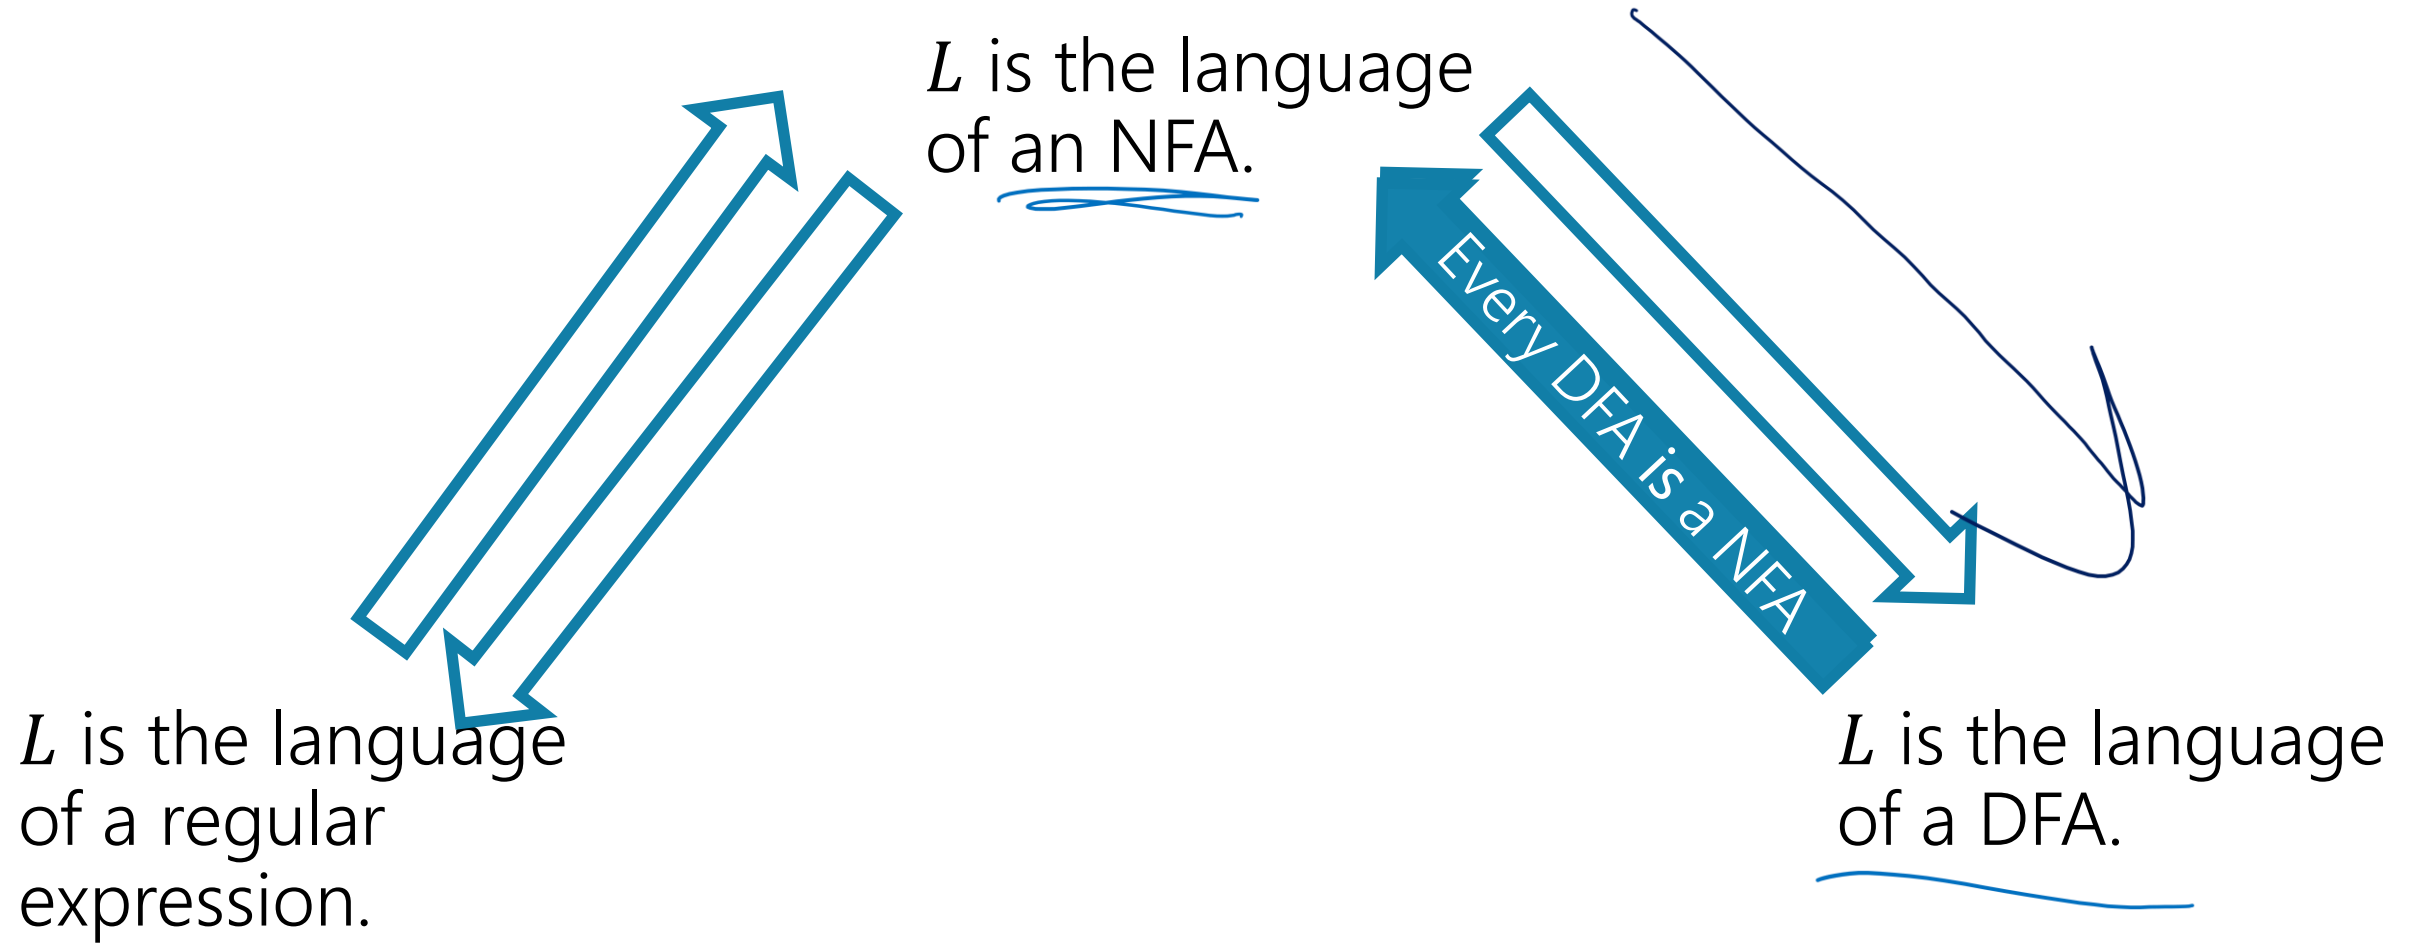 L is the language
of an NFA.
Every DFA is a NFA
L is the language
of a regular
expression.
L is the language
of a DFA.